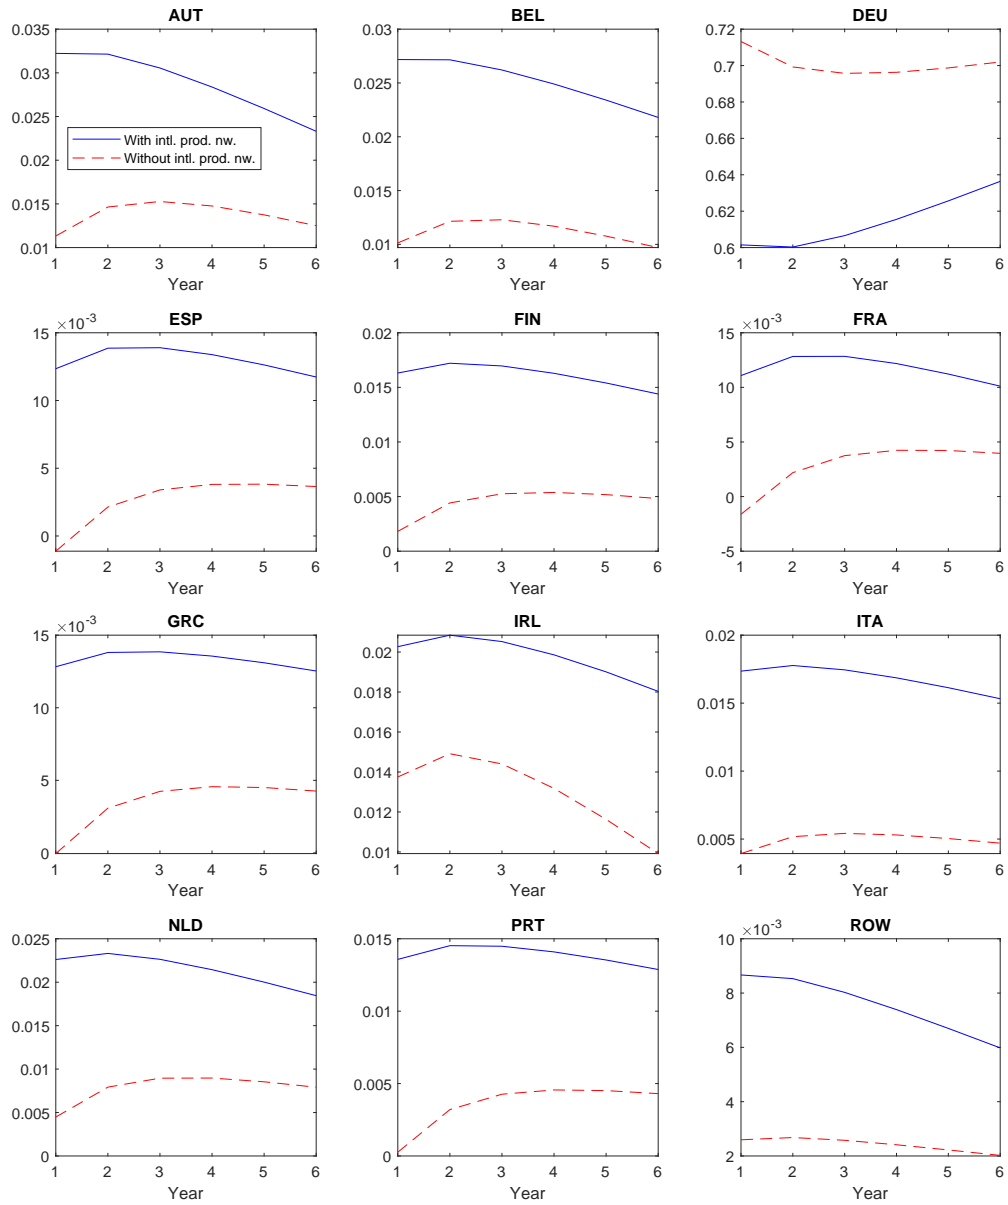 AUT
0.035
0.03
0.025
0.02
0.015
0.01
With intl. prod. nw.
Without intl. prod. nw.
1 2 3 4 5 6
Year
BEL
0.03
0.025
0.02
0.015
0.01
1 2 3 4 5 6
Year
DEU
0.72
0.7
0.68
0.66
0.64
0.62
0.6
1 2 3 4 5 6
Year
ESP
×10⁻³
15
10
5
0
1 2 3 4 5 6
Year
FIN
0.02
0.015
0.01
0.005
0
1 2 3 4 5 6
Year
FRA
×10⁻³
15
10
5
0
-5
1 2 3 4 5 6
Year
GRC
×10⁻³
15
10
5
0
1 2 3 4 5 6
Year
IRL
0.02
0.018
0.016
0.014
0.012
0.01
1 2 3 4 5 6
Year
ITA
0.02
0.015
0.01
0.005
1 2 3 4 5 6
Year
NLD
0.025
0.02
0.015
0.01
0.005
0
1 2 3 4 5 6
Year
PRT
0.015
0.01
0.005
0
1 2 3 4 5 6
Year
ROW
×10⁻³
10
8
6
4
2
1 2 3 4 5 6
Year